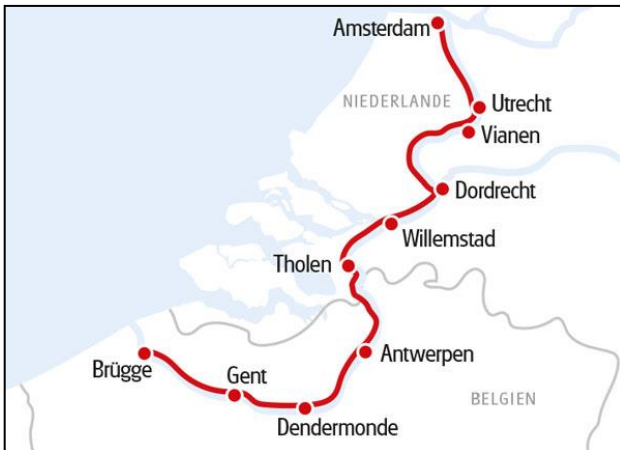 Amsterdam
NIEDERLANDE
Utrecht
Vianen
Dordrecht
Willemstad
Tholen
Antwerpen
Brügge
Gent
BELGIEN
Dendermonde